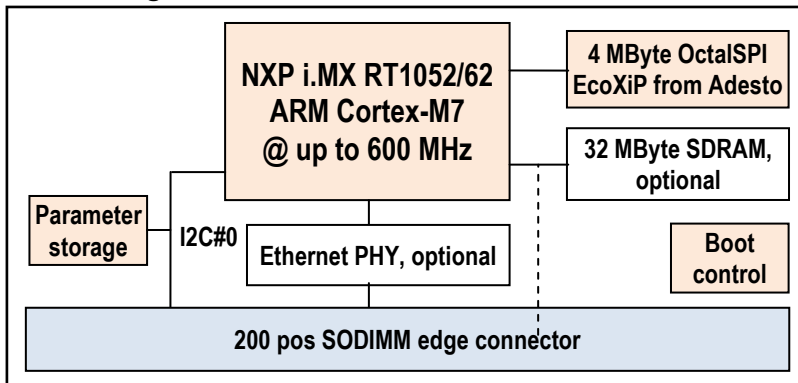 NXP i.MX RT1052/62
ARM Cortex-M7
@ up to 600 MHz
4 MByte OctalSPI
EcoXiP from Adesto
32 MByte SDRAM,
optional
Parameter
storage
I2C#0
Ethernet PHY, optional
Boot
control
200 pos SODIMM edge connector